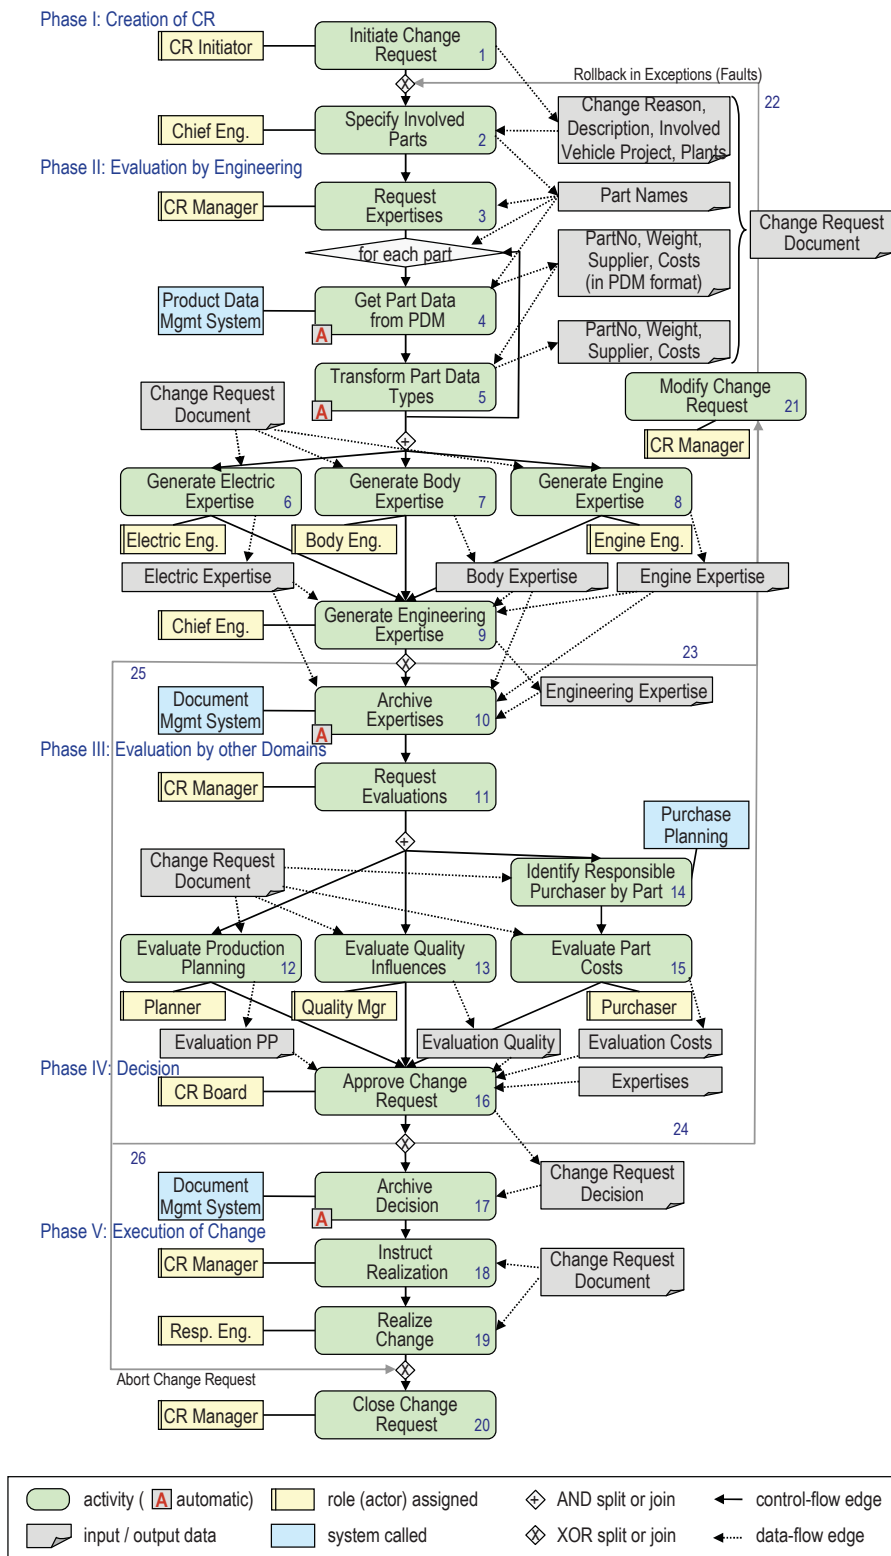 Phase I: Creation of CR
CR Initiator
Initiate Change
Request
1
Rollback in Exceptions (Faults)
22
Change Reason,
Description, Involved
Vehicle Project, Plants
Chief Eng.
Specify Involved
Parts
2
Phase II: Evaluation by Engineering
CR Manager
Request
Expertises
3
Part Names
Change Request
Document
for each part
PartNo, Weight,
Supplier, Costs
(in PDM format)
Product Data
Mgmt System
Get Part Data
from PDM
4
A
PartNo, Weight,
Supplier, Costs
Transform Part Data
Types
5
A
Modify Change
Request
21
CR Manager
Change Request
Document
+
Generate Electric
Expertise
6
Generate Body
Expertise
7
Generate Engine
Expertise
8
Electric Eng.
Body Eng.
Engine Eng.
Electric Expertise
Body Expertise
Engine Expertise
Chief Eng.
Generate Engineering
Expertise
9
23
25
Engineering Expertise
Document
Mgmt System
Archive
Expertises
10
A
Phase III: Evaluation by other Domains
CR Manager
Request
Evaluations
11
Purchase
Planning
+
Change Request
Document
Identify Responsible
Purchaser by Part
14
Evaluate Production
Planning
12
Evaluate Quality
Influences
13
Evaluate Part
Costs
15
Planner
Quality Mgr
Purchaser
Evaluation PP
Evaluation Quality
Evaluation Costs
Phase IV: Decision
CR Board
Approve Change
Request
16
Expertises
24
26
Change Request
Decision
Document
Mgmt System
Archive
Decision
17
A
Phase V: Execution of Change
CR Manager
Instruct
Realization
18
Change Request
Document
Resp. Eng.
Realize
Change
19
Abort Change Request
CR Manager
Close Change
Request
20
activity ( A automatic)
role (actor) assigned
+ AND split or join
control-flow edge
input / output data
system called
X XOR split or join
data-flow edge